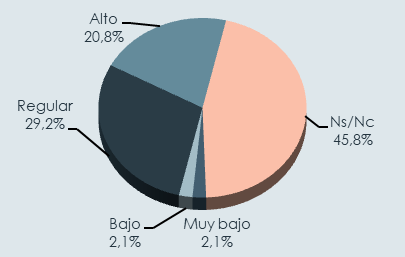 Alto
20,8%
Regular
29,2%
Ns/Nc
45,8%
Bajo
2,1%
Muy bajo
2,1%